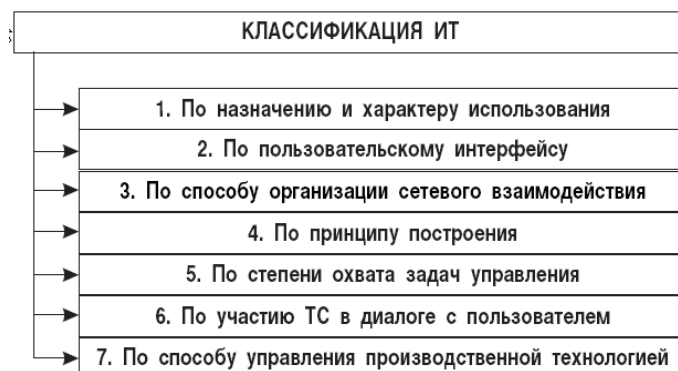 КЛАССИФИКАЦИЯ ИТ
1. По назначению и характеру использования
2. По пользовательскому интерфейсу
3. По способу организации сетевого взаимодействия
4. По принципу построения
5. По степени охвата задач управления
6. По участию ТС в диалоге с пользователем
7. По способу управления производственной технологией